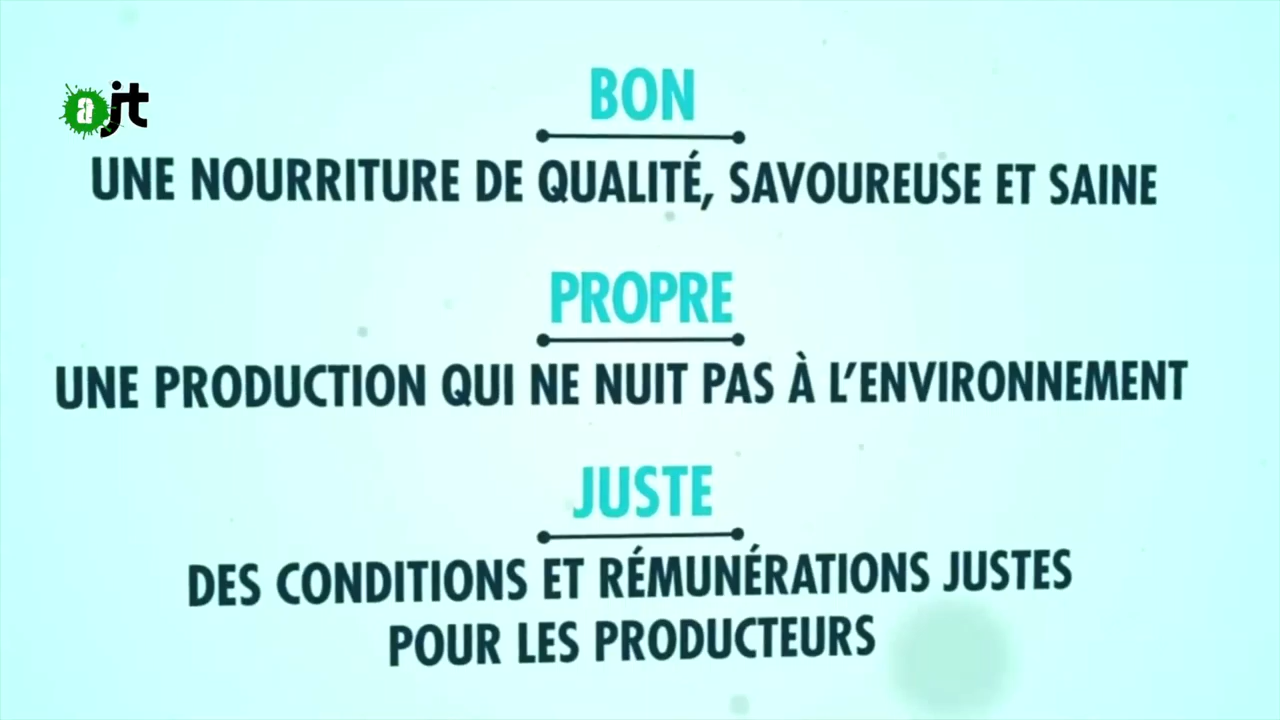 ajt
BON
UNE NOURRITURE DE QUALITÉ, SAVOUREUSE ET SAINE
PROPRE
UNE PRODUCTION QUI NE NUIT PAS À L'ENVIRONNEMENT
JUSTE
DES CONDITIONS ET RÉMUNÉRATIONS JUSTES
POUR LES PRODUCTEURS